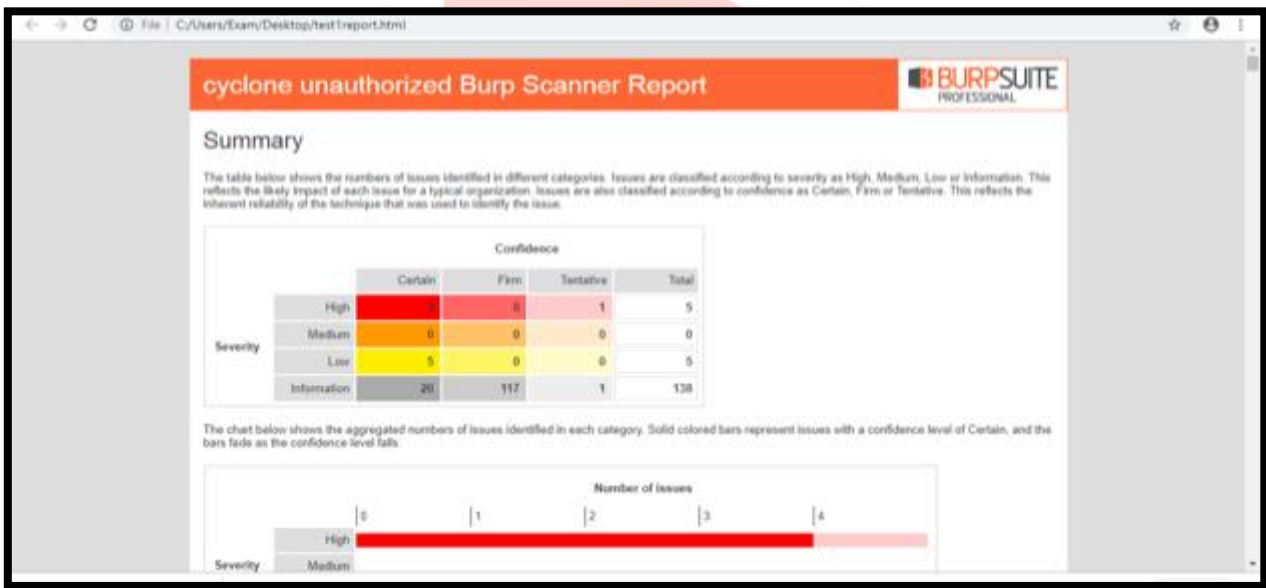 File | C:/Users/Exam/Desktop/test1report.html
cyclone unauthorized Burp Scanner Report
BURPSUITE
PROFESSIONAL
Summary
The table below shows the numbers of issues identified in different categories. Issues are classified according to severity as High, Medium, Low or Information. This
reflects the likely impact of each issue for a typical organization. Issues are also classified according to confidence as Certain, Firm or Tentative. This reflects the
inherent reliability of the technique that was used to identify the issue.
Confidence
Certain Firm Tentative Total
High 0 1 5
Medium 0 0 0 0
Severity
Low 5 0 0 5
Information 20 117 1 138
The chart below shows the aggregated numbers of issues identified in each category. Solid colored bars represent issues with a confidence level of Certain, and the
bars fade as the confidence level falls.
Number of issues
0 1 2 3 4
High
Severity Medium